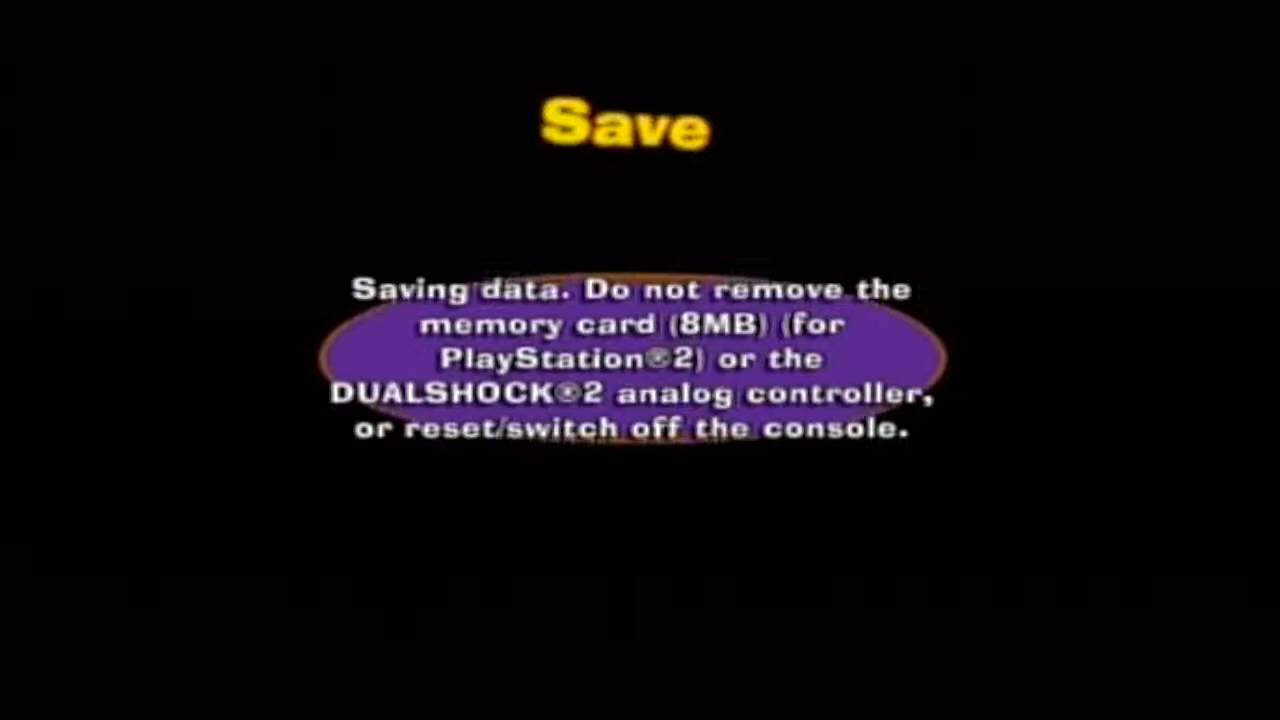 Save
Saving data. Do not remove the
memory card (8MB) (for
PlayStation®2) or the
DUALSHOCK®2 analog controller,
or reset/switch off the console.